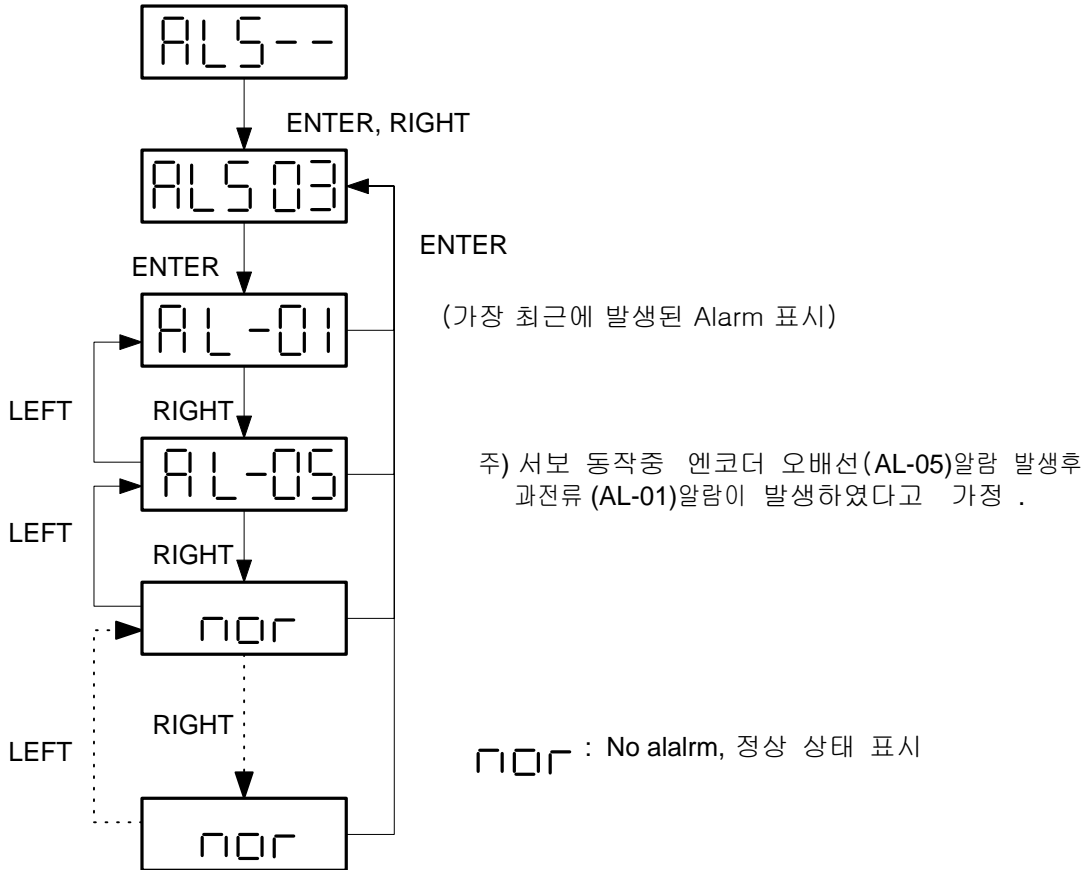 ALS--
ENTER, RIGHT
ALS03
ENTER
ENTER
AL-01
(가장 최근에 발생된 Alarm 표시)
LEFT
RIGHT
AL-05
주) 서보 동작중 엔코더 오배선(AL-05)알람 발생후
과전류 (AL-01)알람이 발생하였다고 가정 .
LEFT
RIGHT
nor
RIGHT
LEFT
nor : No alalrm, 정상 상태 표시
nor